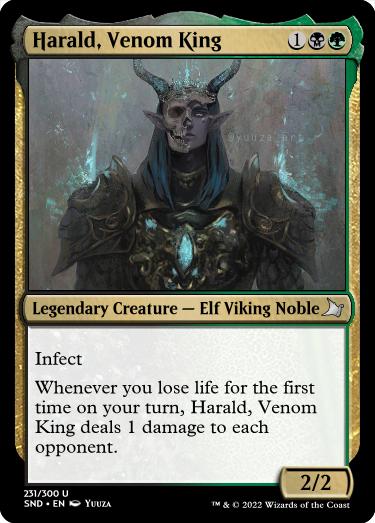 Harald, Venom King 1
@yuuza_art
Legendary Creature — Elf Viking Noble
Infect
Whenever you lose life for the first
time on your turn, Harald, Venom
King deals 1 damage to each
opponent.
2/2
231/300 U
SND • EN Yuuza
™ & © 2022 Wizards of the Coast